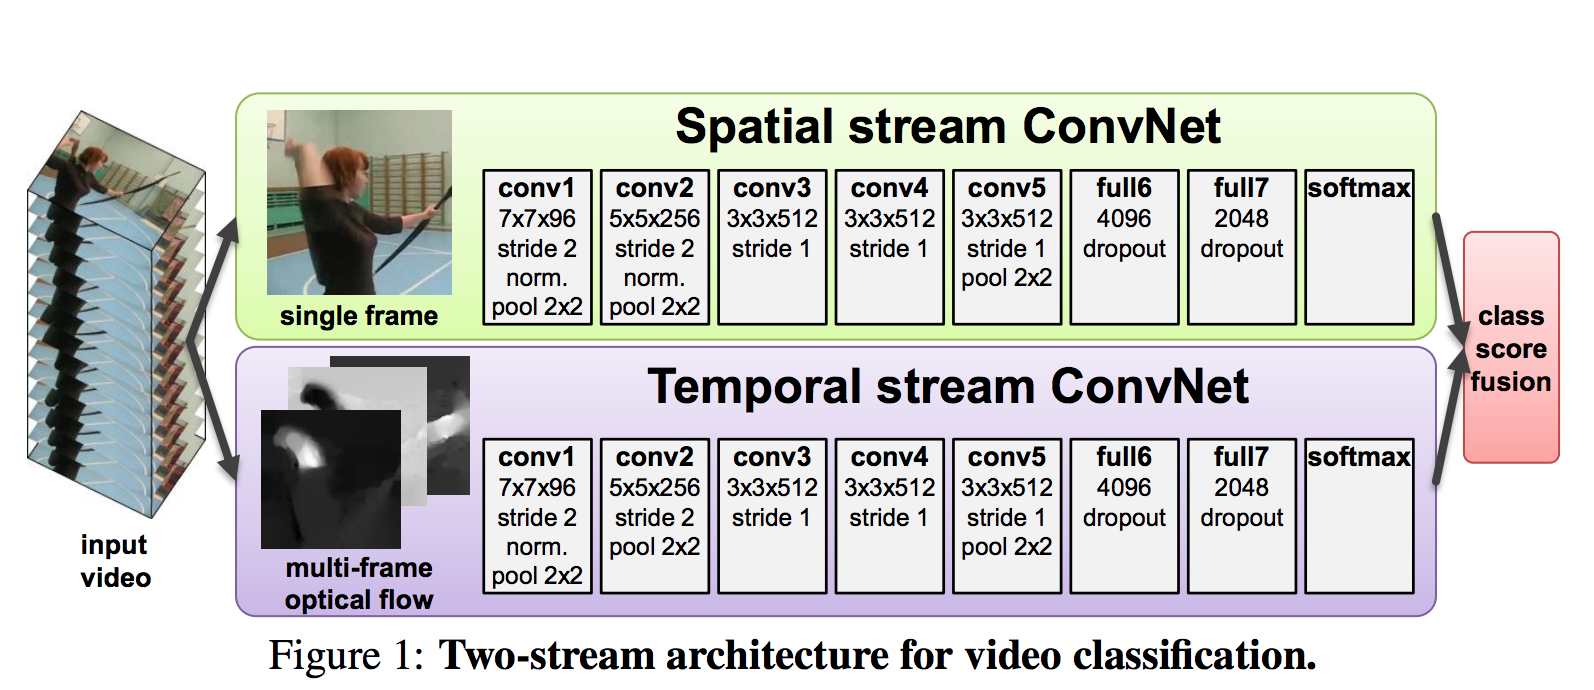 Spatial stream ConvNet
conv1
7x7x96
stride 2
norm.
pool 2x2
conv2
5x5x256
stride 2
norm.
pool 2x2
conv3
3x3x512
stride 1
conv4
3x3x512
stride 1
conv5
3x3x512
stride 1
pool 2x2
full6
4096
dropout
full7
2048
dropout
softmax
single frame
Temporal stream ConvNet
conv1
7x7x96
stride 2
norm.
pool 2x2
conv2
5x5x256
stride 2
pool 2x2
conv3
3x3x512
stride 1
conv4
3x3x512
stride 1
conv5
3x3x512
stride 1
pool 2x2
full6
4096
dropout
full7
2048
dropout
softmax
multi-frame
optical flow
input
video
class
score
fusion
Figure 1: Two-stream architecture for video classification.